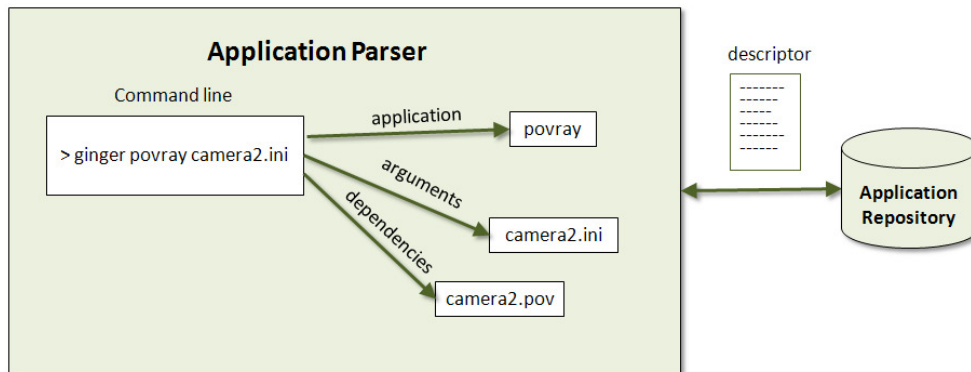 Application Parser
descriptor
Command line
application
> ginger povray camera2.ini
povray
arguments
dependencies
camera2.ini
camera2.pov
Application
Repository